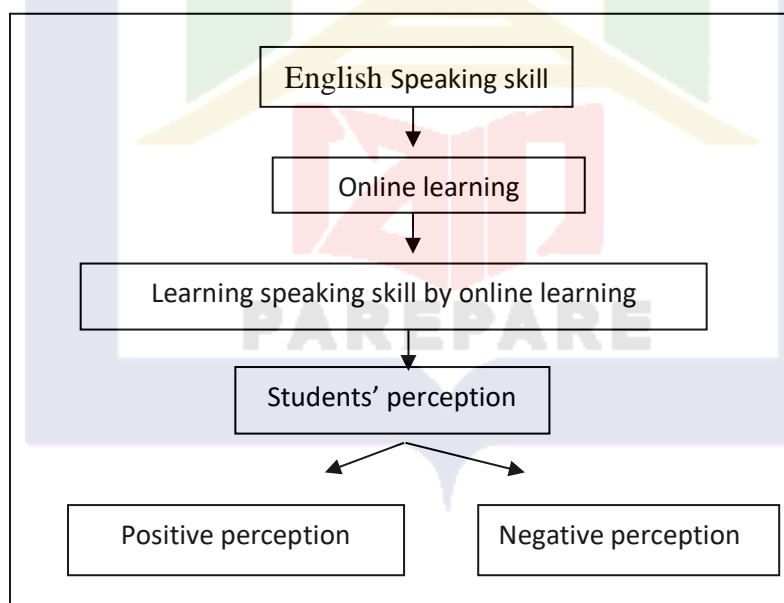 English Speaking skill
Online learning
Learning speaking skill by online learning
PAREPARE
Students’ perception
Positive perception
Negative perception